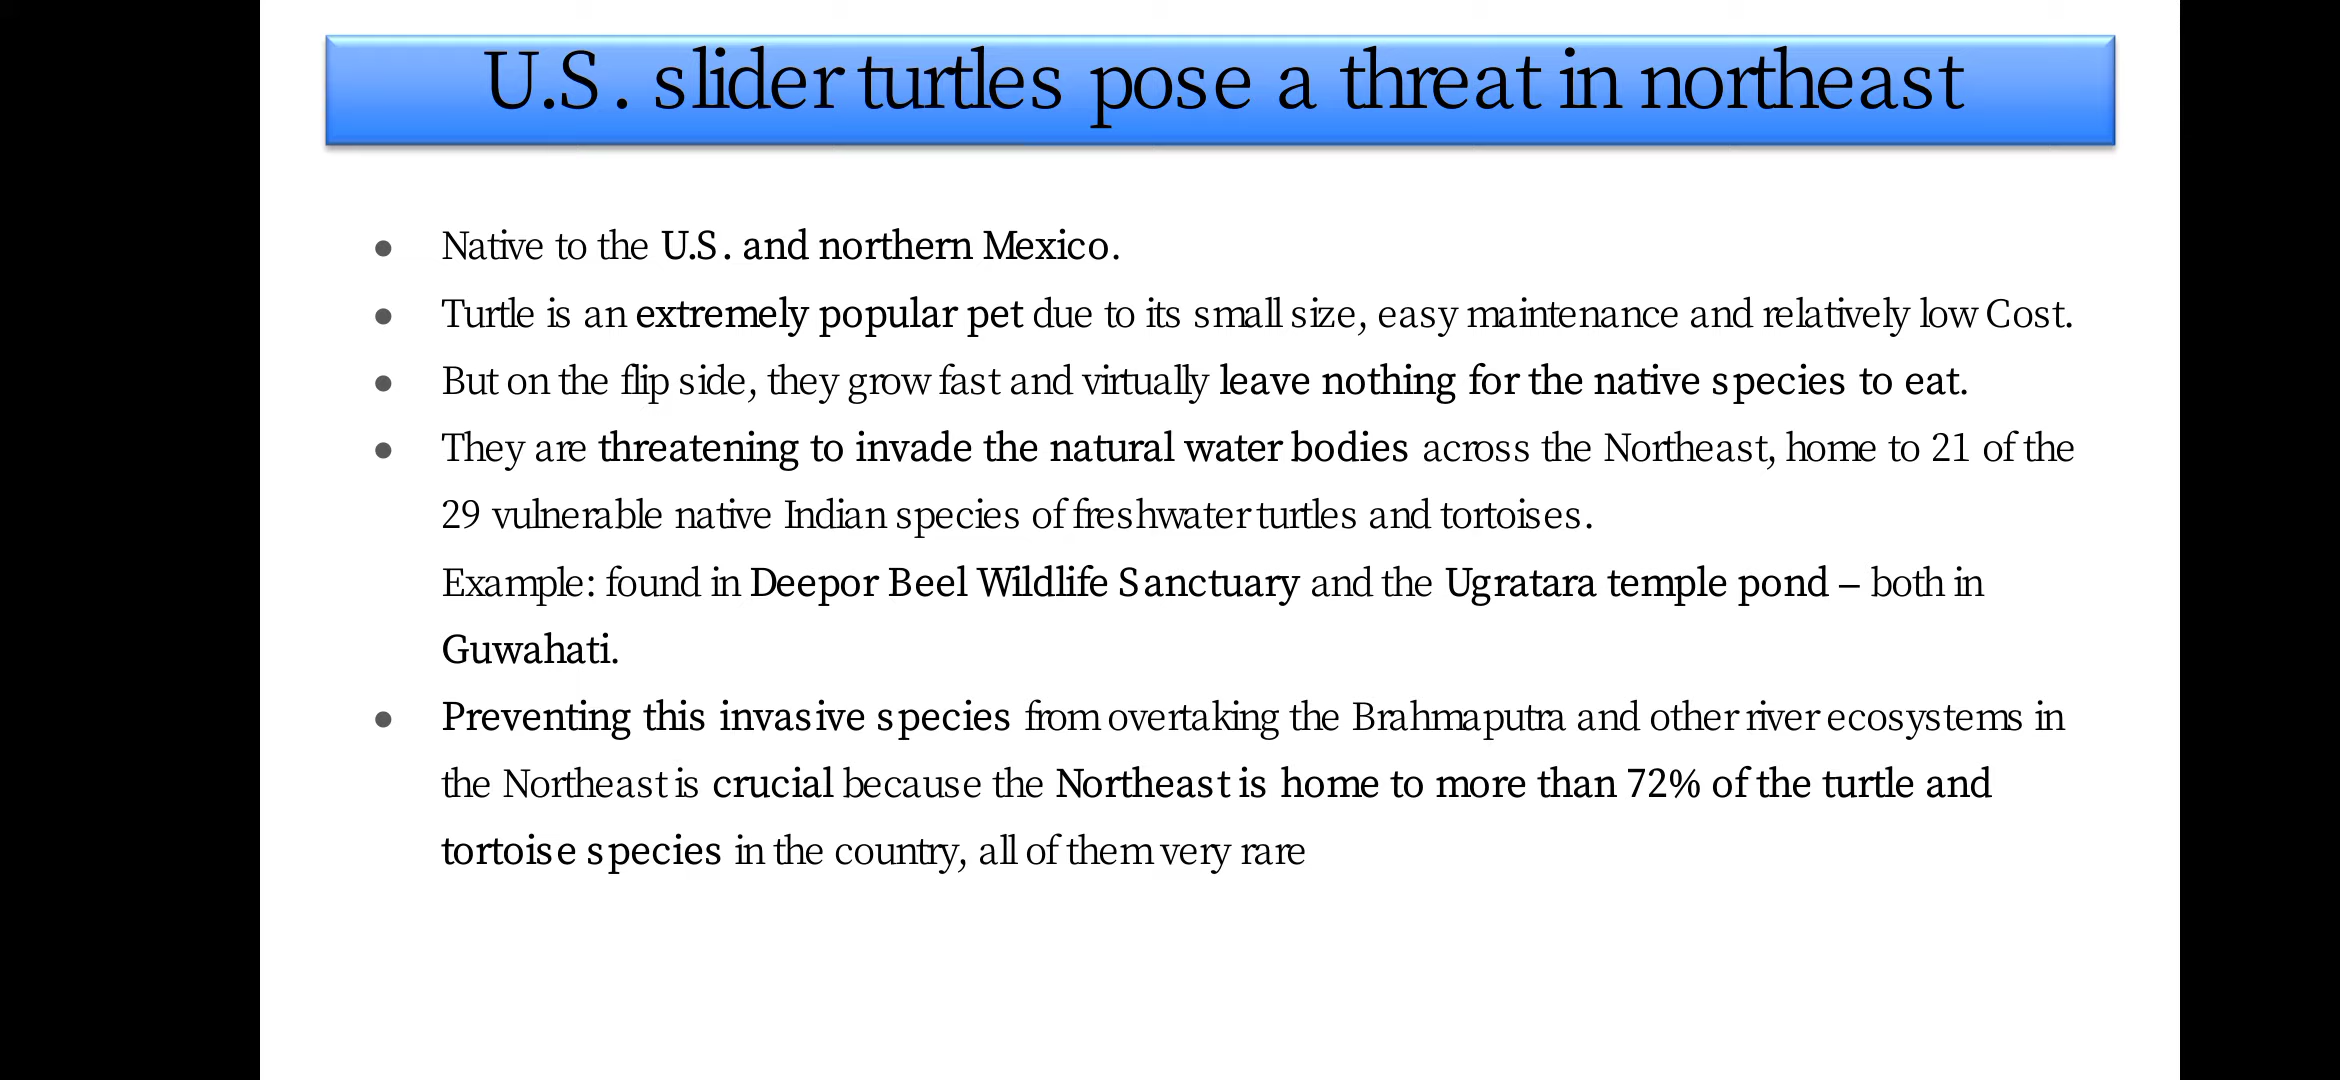 U.S. slider turtles pose a threat in northeast
● Native to the U.S. and northern Mexico.
● Turtle is an extremely popular pet due to its small size, easy maintenance and relatively low Cost.
● But on the flip side, they grow fast and virtually leave nothing for the native species to eat.
● They are threatening to invade the natural water bodies across the Northeast, home to 21 of the
29 vulnerable native Indian species of freshwater turtles and tortoises.
Example: found in Deepor Beel Wildlife Sanctuary and the Ugratara temple pond – both in
Guwahati.
● Preventing this invasive species from overtaking the Brahmaputra and other river ecosystems in
the Northeast is crucial because the Northeast is home to more than 72% of the turtle and
tortoise species in the country, all of them very rare